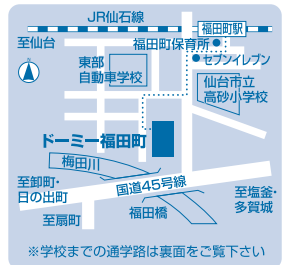 JR仙石線
福田町駅
至仙台
福田町保育所
セブンイレブン
東部
自動車学校
仙台市立
高砂小学校
ドーミー福田町
梅田川
至卸町・
日の出町
国道45号線
至塩釜・
多賀城
至扇町
福田橋
※学校までの通学路は裏面をご覧下さい